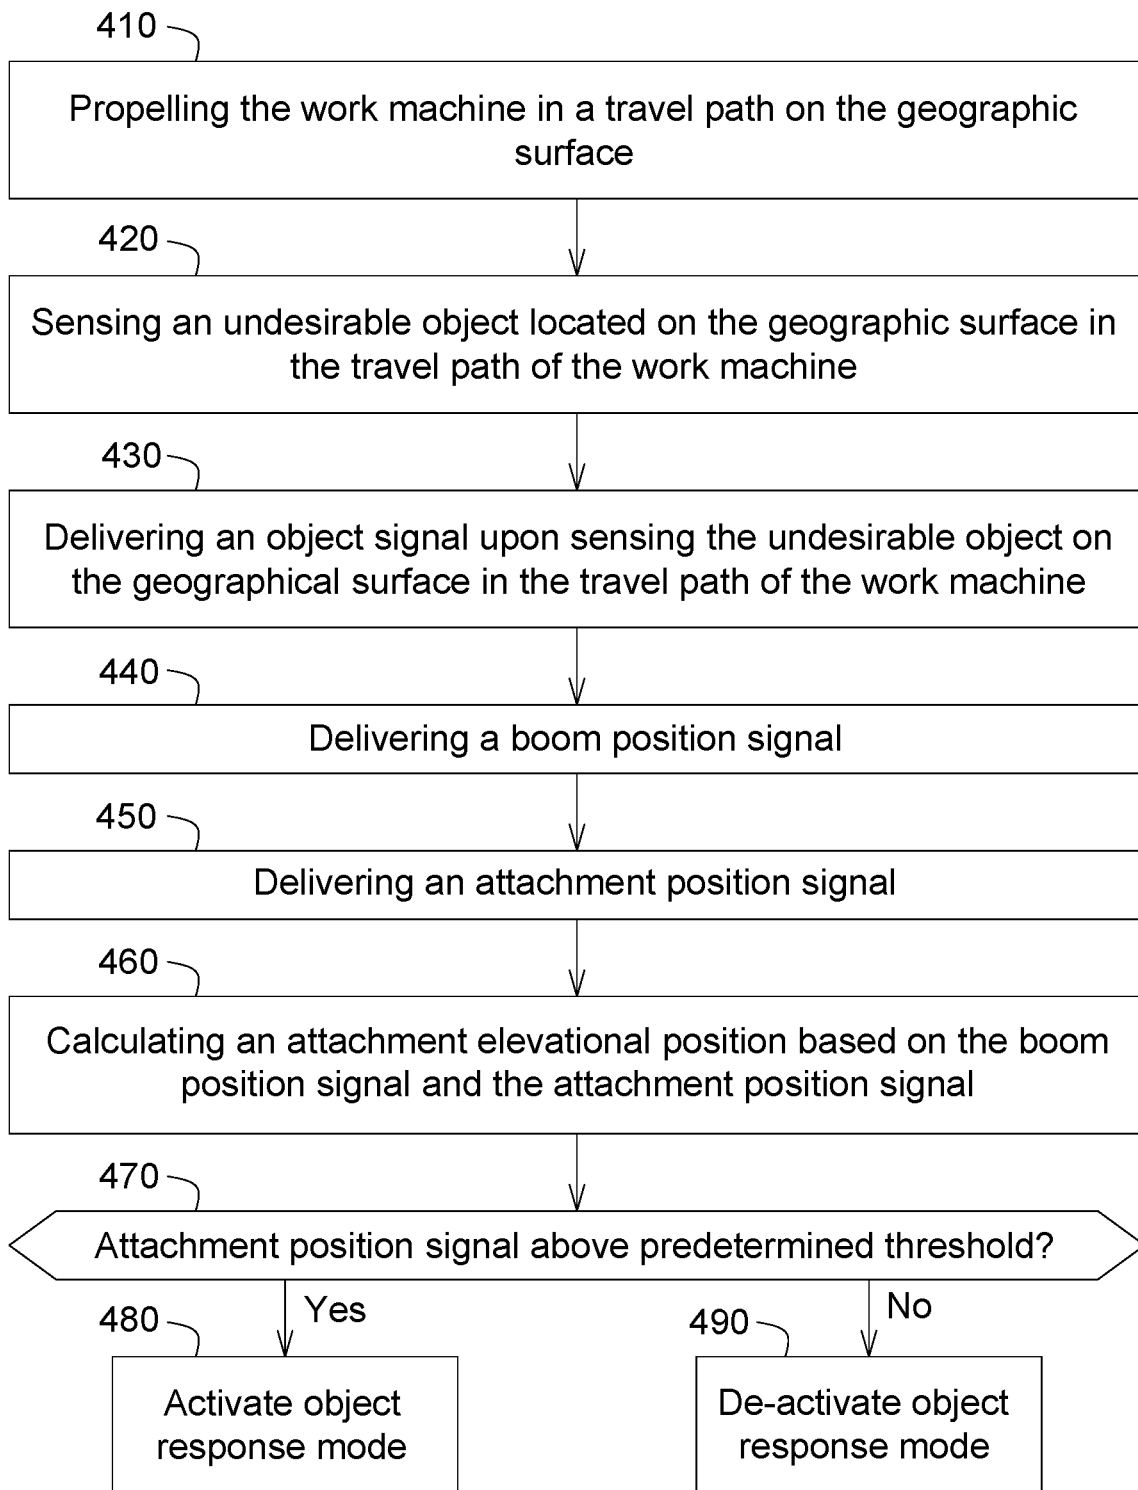 410
Propelling the work machine in a travel path on the geographic
surface
420
Sensing an undesirable object located on the geographic surface in
the travel path of the work machine
430
Delivering an object signal upon sensing the undesirable object on
the geographical surface in the travel path of the work machine
440
Delivering a boom position signal
450
Delivering an attachment position signal
460
Calculating an attachment elevational position based on the boom
position signal and the attachment position signal
470
Attachment position signal above predetermined threshold?
Yes
No
480
Activate object
response mode
490
De-activate object
response mode